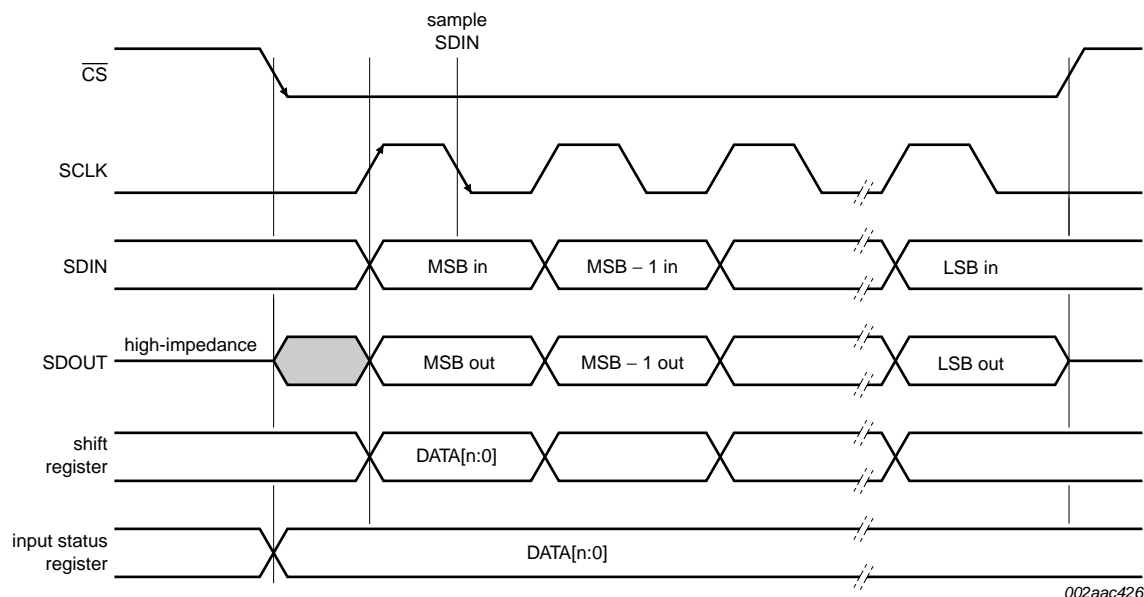 sample
SDIN
CS
SCLK
SDIN
MSB in
MSB − 1 in
LSB in
high-impedance
SDOUT
MSB out
MSB − 1 out
LSB out
shift
register
DATA[n:0]
input status
register
DATA[n:0]
002aac426